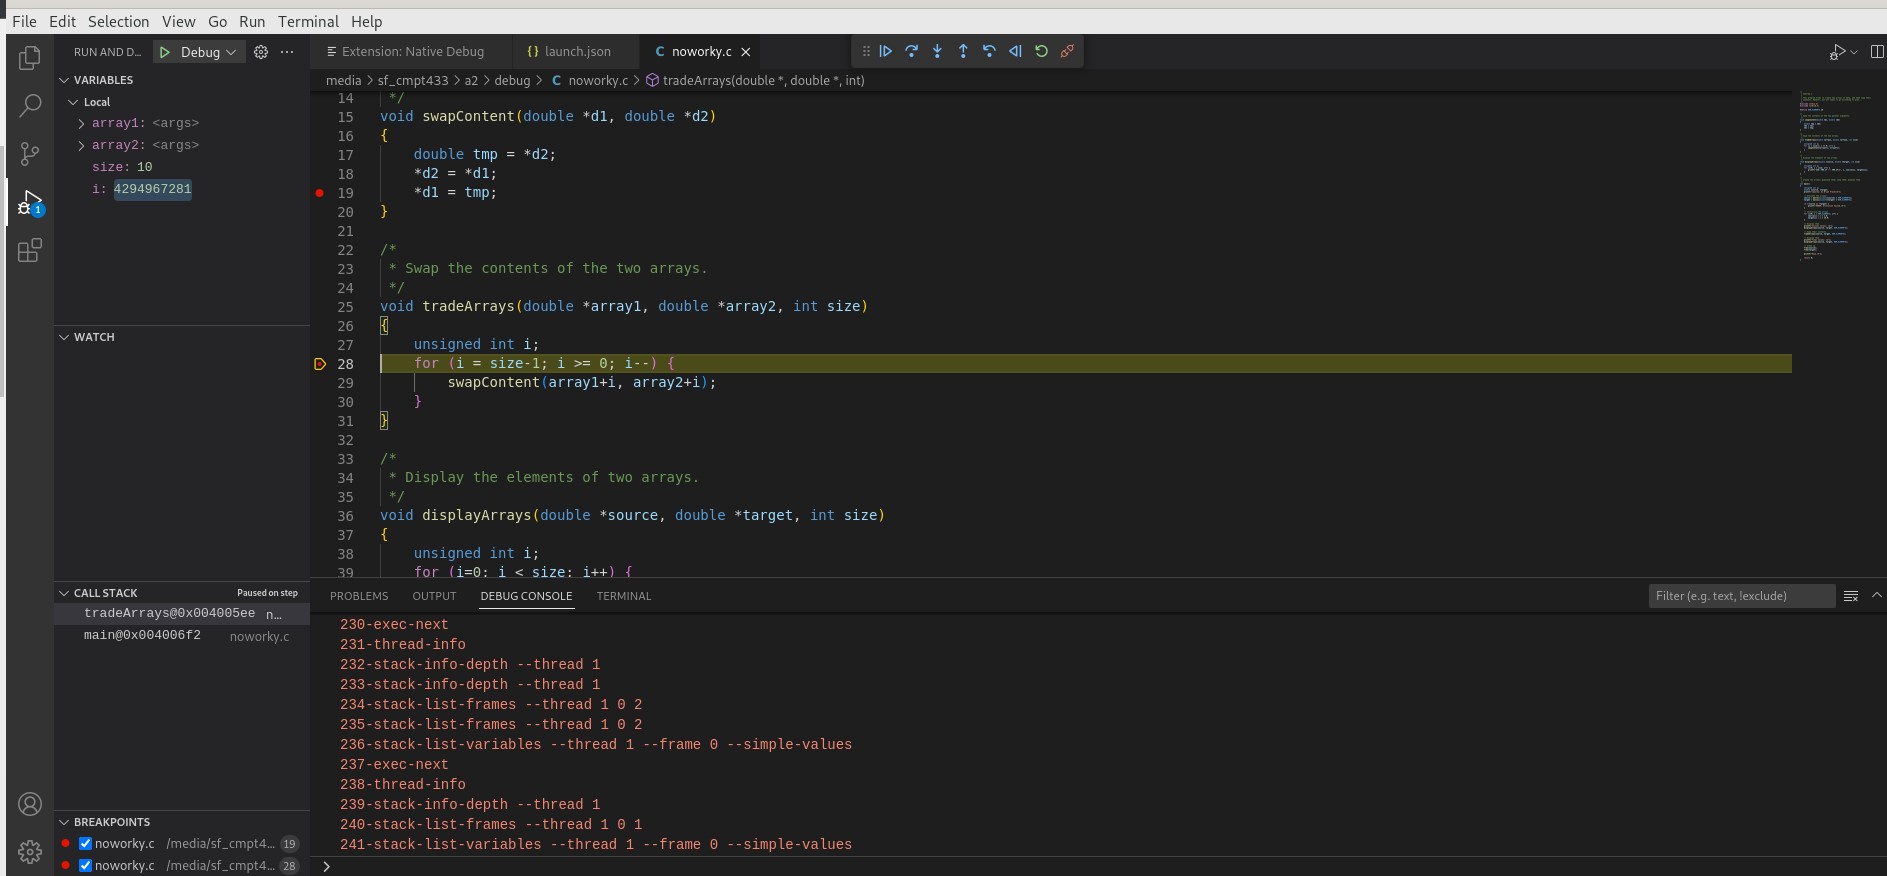 File Edit Selection View Go Run Terminal Help
RUN AND D... Debug
Extension: Native Debug
{} launch.json
C noworky.c
media > sf_cmpt433 > a2 > debug > C noworky.c > tradeArrays(double *, double *, int)
VARIABLES
Local
array1: <args>
array2: <args>
size: 10
i: 4294967281
WATCH
CALL STACK Paused on step
tradeArrays@0x004005ee n...
main@0x004006f2 noworky.c
BREAKPOINTS
noworky.c /media/sf_cmpt4... 19
noworky.c /media/sf_cmpt4... 28
1
14 */
15 void swapContent(double *d1, double *d2)
16 {
17 double tmp = *d2;
18 *d2 = *d1;
19 *d1 = tmp;
20 }
21
22 /*
23 * Swap the contents of the two arrays.
24 */
25 void tradeArrays(double *array1, double *array2, int size)
26 {
27 unsigned int i;
28 for (i = size-1; i >= 0; i--) {
29 swapContent(array1+i, array2+i);
30 }
31 }
32
33 /*
34 * Display the elements of two arrays.
35 */
36 void displayArrays(double *source, double *target, int size)
37 {
38 unsigned int i;
39 for (i=0; i < size; i++) {
PROBLEMS OUTPUT DEBUG CONSOLE TERMINAL Filter (e.g. text, !exclude)
230-exec-next
231-thread-info
232-stack-info-depth --thread 1
233-stack-info-depth --thread 1
234-stack-list-frames --thread 1 0 2
235-stack-list-frames --thread 1 0 2
236-stack-list-variables --thread 1 --frame 0 --simple-values
237-exec-next
238-thread-info
239-stack-info-depth --thread 1
240-stack-list-frames --thread 1 0 1
241-stack-list-variables --thread 1 --frame 0 --simple-values
>